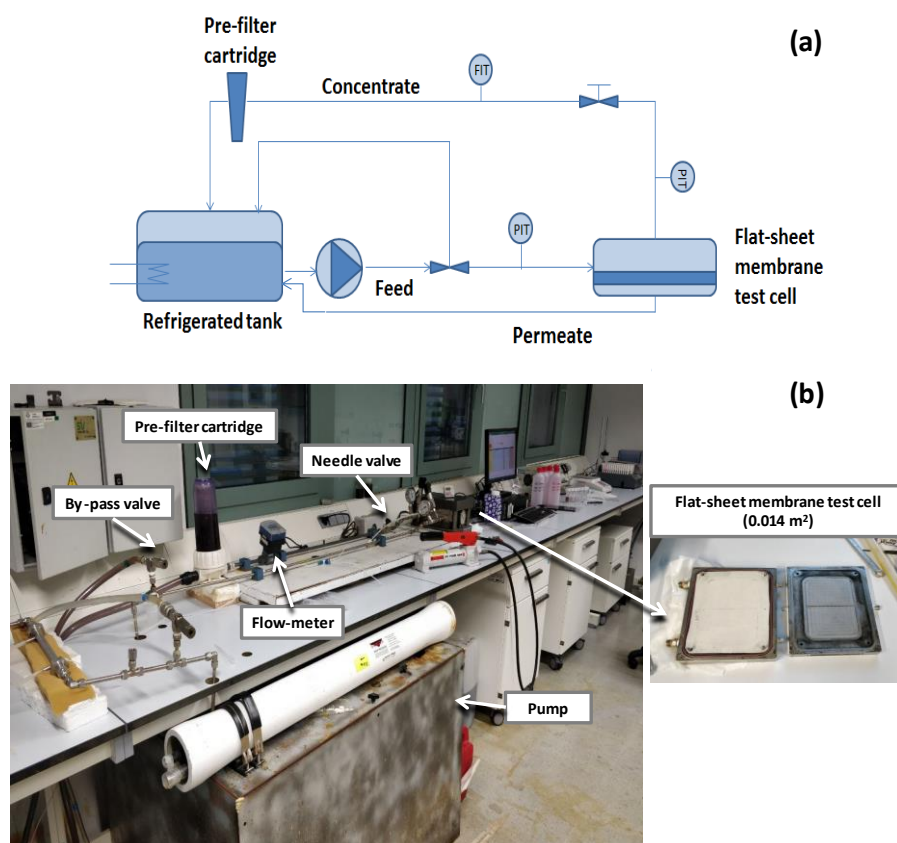 (a)
Pre-filter
cartridge
Concentrate
FIT
PIT
PIT
Flat-sheet
membrane
test cell
Feed
Refrigerated tank
Permeate
(b)
Pre-filter cartridge
Needle valve
By-pass valve
Flat-sheet membrane test cell
(0.014 m²)
Flow-meter
Pump